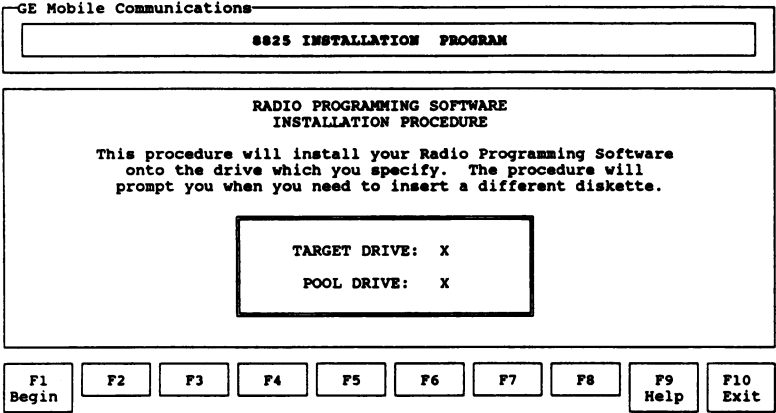 GE Mobile Communications
8825 INSTALLATION PROGRAM
RADIO PROGRAMMING SOFTWARE
INSTALLATION PROCEDURE
This procedure will install your Radio Programming Software
onto the drive which you specify. The procedure will
prompt you when you need to insert a different diskette.
TARGET DRIVE: X
POOL DRIVE: X
F1 F2 F3 F4 F5 F6 F7 F8 F9 F10
Begin Help Exit